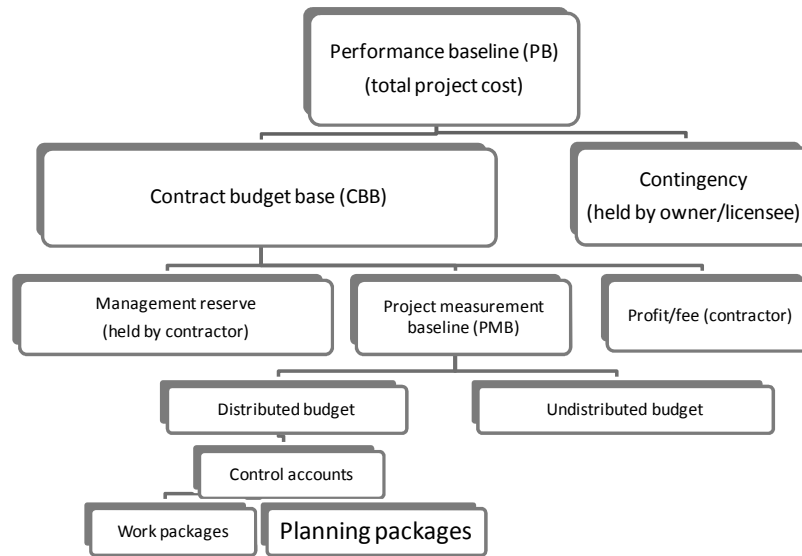 Performance baseline (PB)
(total project cost)
Contract budget base (CBB)
Contingency
(held by owner/licensee)
Management reserve
(held by contractor)
Project measurement
baseline (PMB)
Profit/fee (contractor)
Distributed budget
Undistributed budget
Control accounts
Work packages
Planning packages